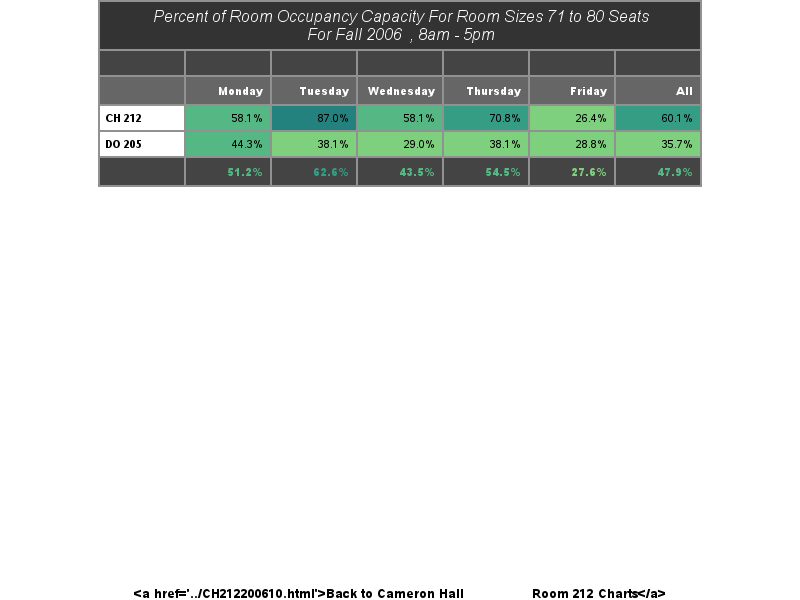 Percent of Room Occupancy Capacity For Room Sizes 71 to 80 Seats
For Fall 2006 , 8am - 5pm
Monday Tuesday Wednesday Thursday Friday All
CH 212 58.1% 87.0% 58.1% 70.8% 26.4% 60.1%
DO 205 44.3% 38.1% 29.0% 38.1% 28.8% 35.7%
51.2% 62.6% 43.5% 54.5% 27.6% 47.9%
<a href='../CH212200610.html'>Back to Cameron Hall Room 212 Charts</a>